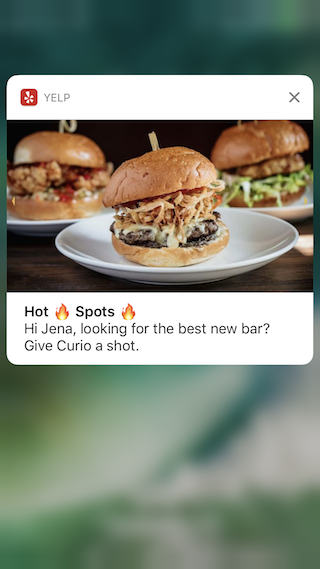 YELP
Hot 🔥 Spots 🔥
Hi Jena, looking for the best new bar?
Give Curio a shot.